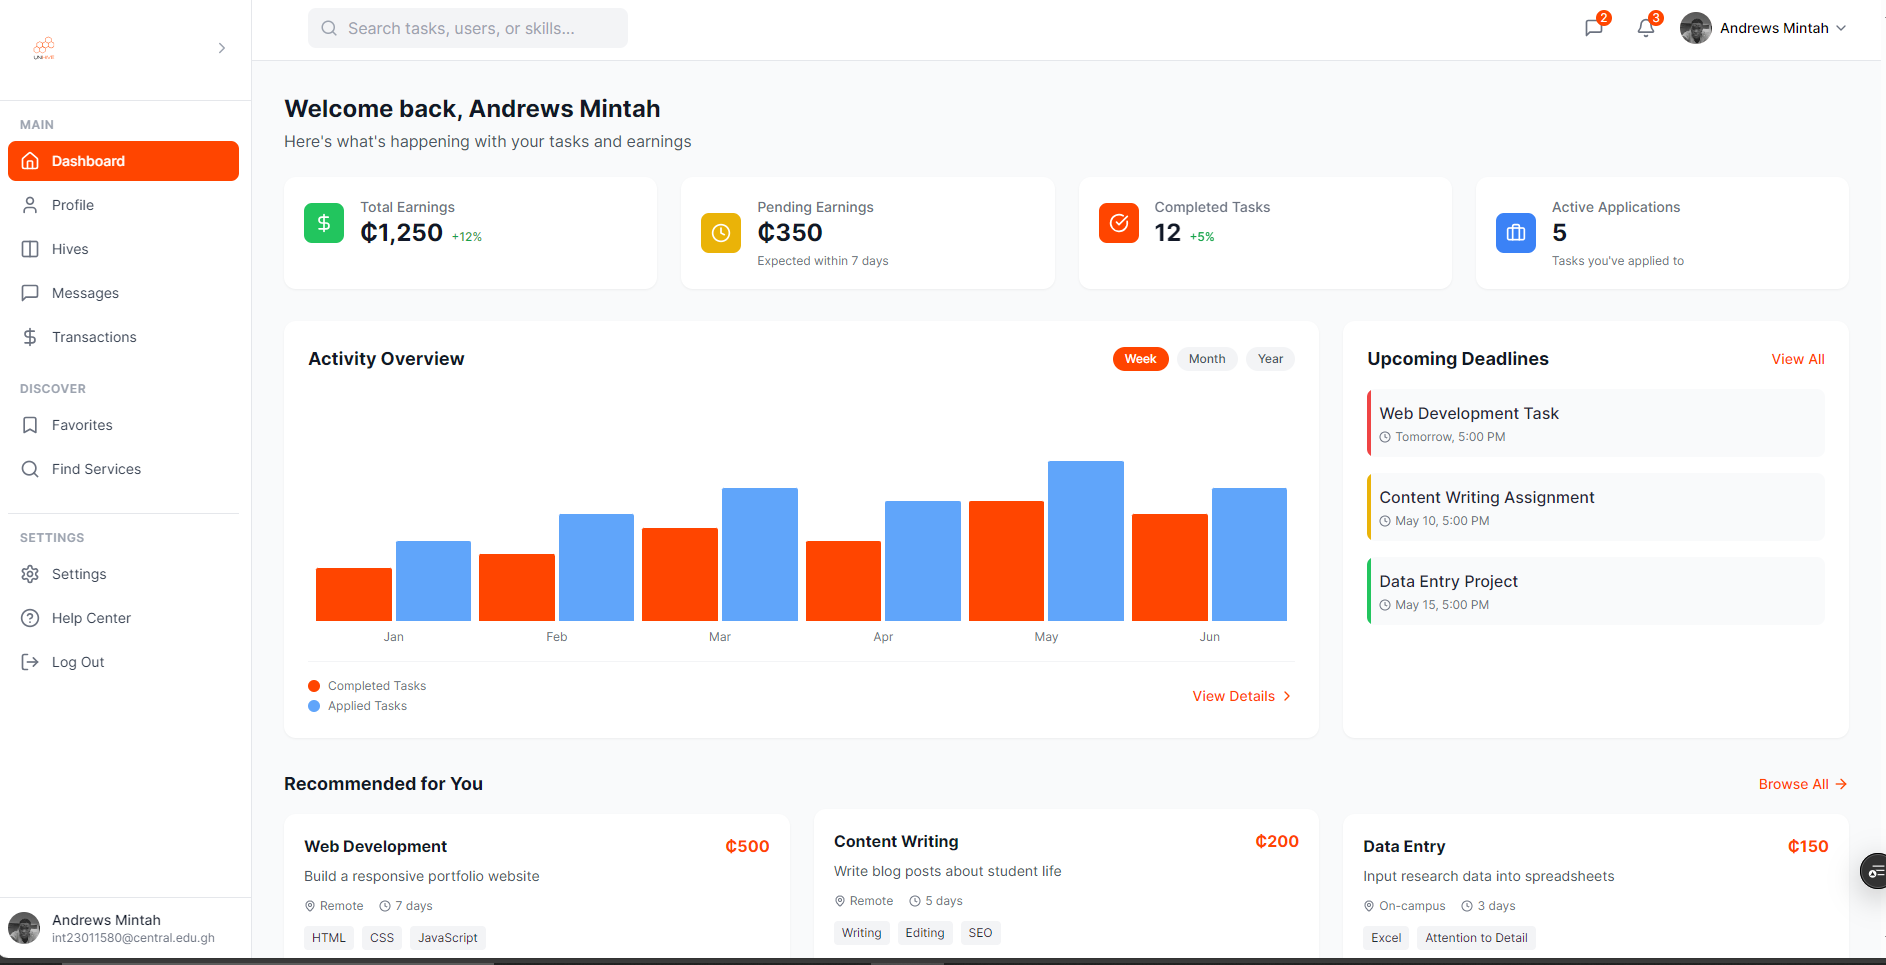 UNIHIVE
Search tasks, users, or skills...
2
3
Andrews Mintah
MAIN
Dashboard
Profile
Hives
Messages
Transactions
DISCOVER
Favorites
Find Services
SETTINGS
Settings
Help Center
Log Out
Andrews Mintah
int23011580@central.edu.gh
Welcome back, Andrews Mintah
Here's what's happening with your tasks and earnings
Total Earnings
₵1,250 +12%
Pending Earnings
₵350
Expected within 7 days
Completed Tasks
12 +5%
Active Applications
5
Tasks you've applied to
Activity Overview
Week Month Year
Jan Feb Mar Apr May Jun
Completed Tasks
Applied Tasks
View Details
Upcoming Deadlines
View All
Web Development Task
Tomorrow, 5:00 PM
Content Writing Assignment
May 10, 5:00 PM
Data Entry Project
May 15, 5:00 PM
Recommended for You
Browse All
Web Development ₵500
Build a responsive portfolio website
Remote 7 days
HTML CSS JavaScript
Content Writing ₵200
Write blog posts about student life
Remote 5 days
Writing Editing SEO
Data Entry ₵150
Input research data into spreadsheets
On-campus 3 days
Excel Attention to Detail